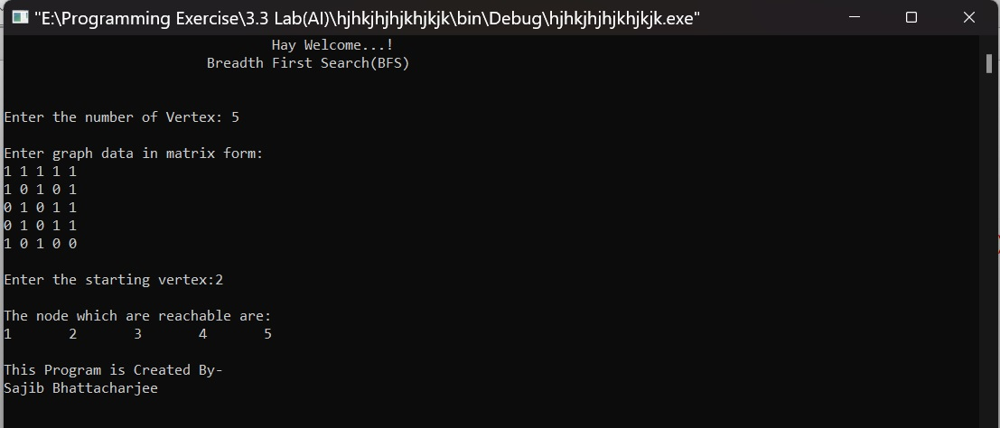 "E:\Programming Exercise\3.3 Lab(AI)\hjhkjhjhjkhjkjk\bin\Debug\hjhkjhjhjkhjkjk.exe"
Hay Welcome...!
Breadth First Search(BFS)
Enter the number of Vertex: 5
Enter graph data in matrix form:
1 1 1 1 1
1 0 1 0 1
0 1 0 1 1
0 1 0 1 1
1 0 1 0 0
Enter the starting vertex:2
The node which are reachable are:
1 2 3 4 5
This Program is Created By-
Sajib Bhattacharjee